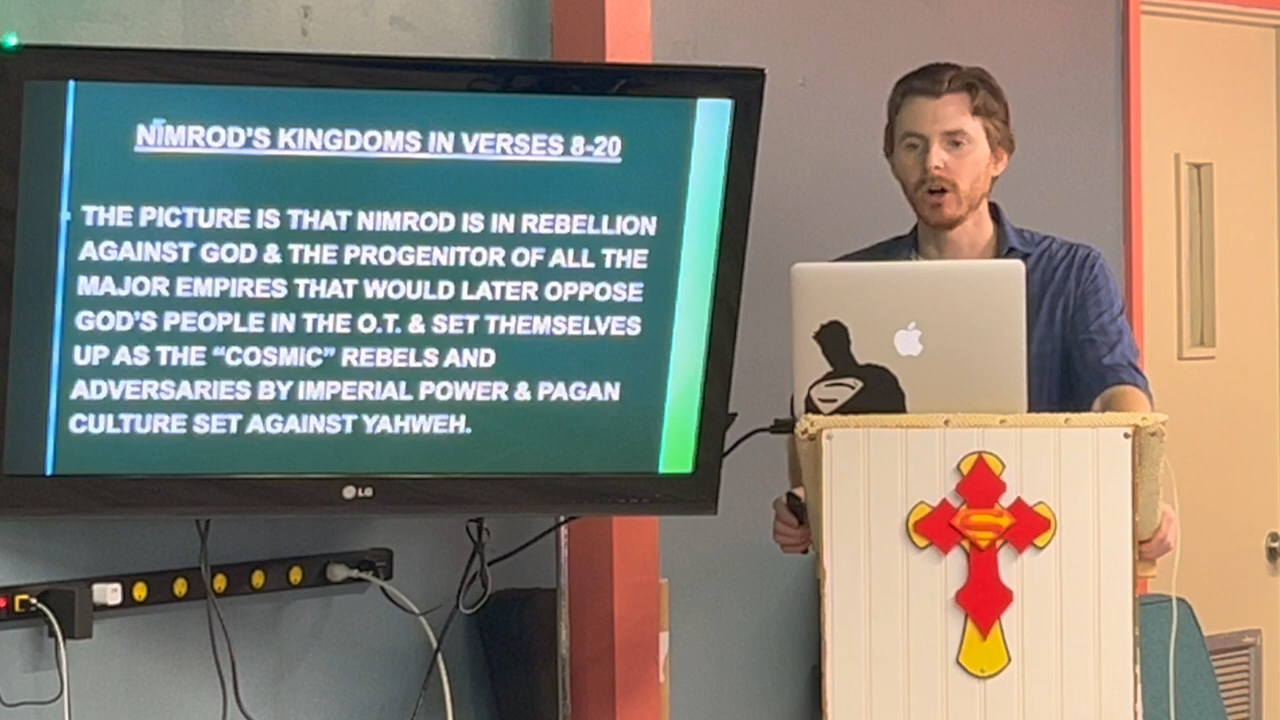 NIMROD'S KINGDOMS IN VERSES 8-20
THE PICTURE IS THAT NIMROD IS IN REBELLION
AGAINST GOD & THE PROGENITOR OF ALL THE
MAJOR EMPIRES THAT WOULD LATER OPPOSE
GOD'S PEOPLE IN THE O.T. & SET THEMSELVES
UP AS THE “COSMIC” REBELS AND
ADVERSARIES BY IMPERIAL POWER & PAGAN
CULTURE SET AGAINST YAHWEH.
LG
S
S